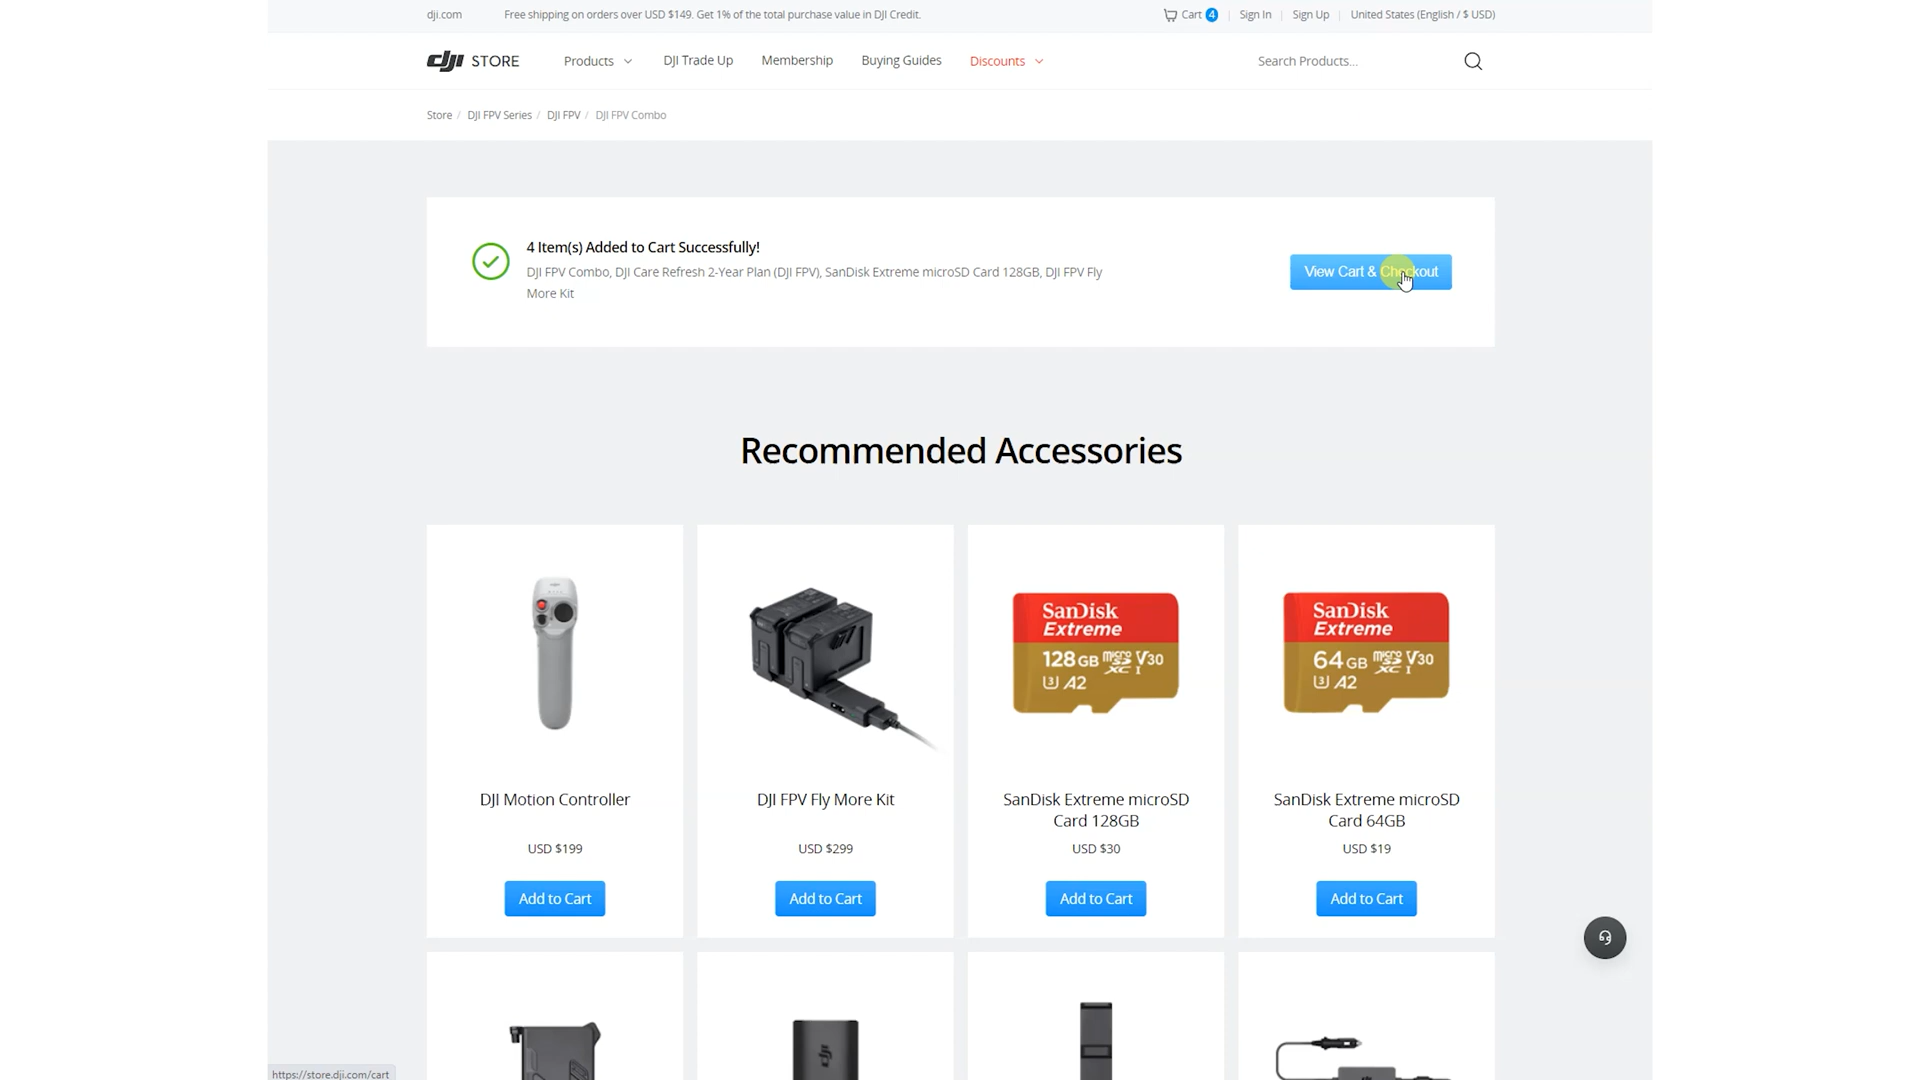 dji.com
Free shipping on orders over USD $149. Get 1% of the total purchase value in DJI Credit.
Cart 4
Sign In
Sign Up
United States (English / $ USD)
dji STORE
Products
DJI Trade Up
Membership
Buying Guides
Discounts
Search Products...
Store / DJI FPV Series / DJI FPV / DJI FPV Combo
4 Item(s) Added to Cart Successfully!
DJI FPV Combo, DJI Care Refresh 2-Year Plan (DJI FPV), SanDisk Extreme microSD Card 128GB, DJI FPV Fly
More Kit
View Cart & Checkout
Recommended Accessories
SanDisk
Extreme
128GB micro SD XC I V30
U3 A2
SanDisk
Extreme
64GB micro SD XC I V30
U3 A2
DJI Motion Controller
USD $199
Add to Cart
DJI FPV Fly More Kit
USD $299
Add to Cart
SanDisk Extreme microSD
Card 128GB
USD $30
Add to Cart
SanDisk Extreme microSD
Card 64GB
USD $19
Add to Cart
https://store.dji.com/cart